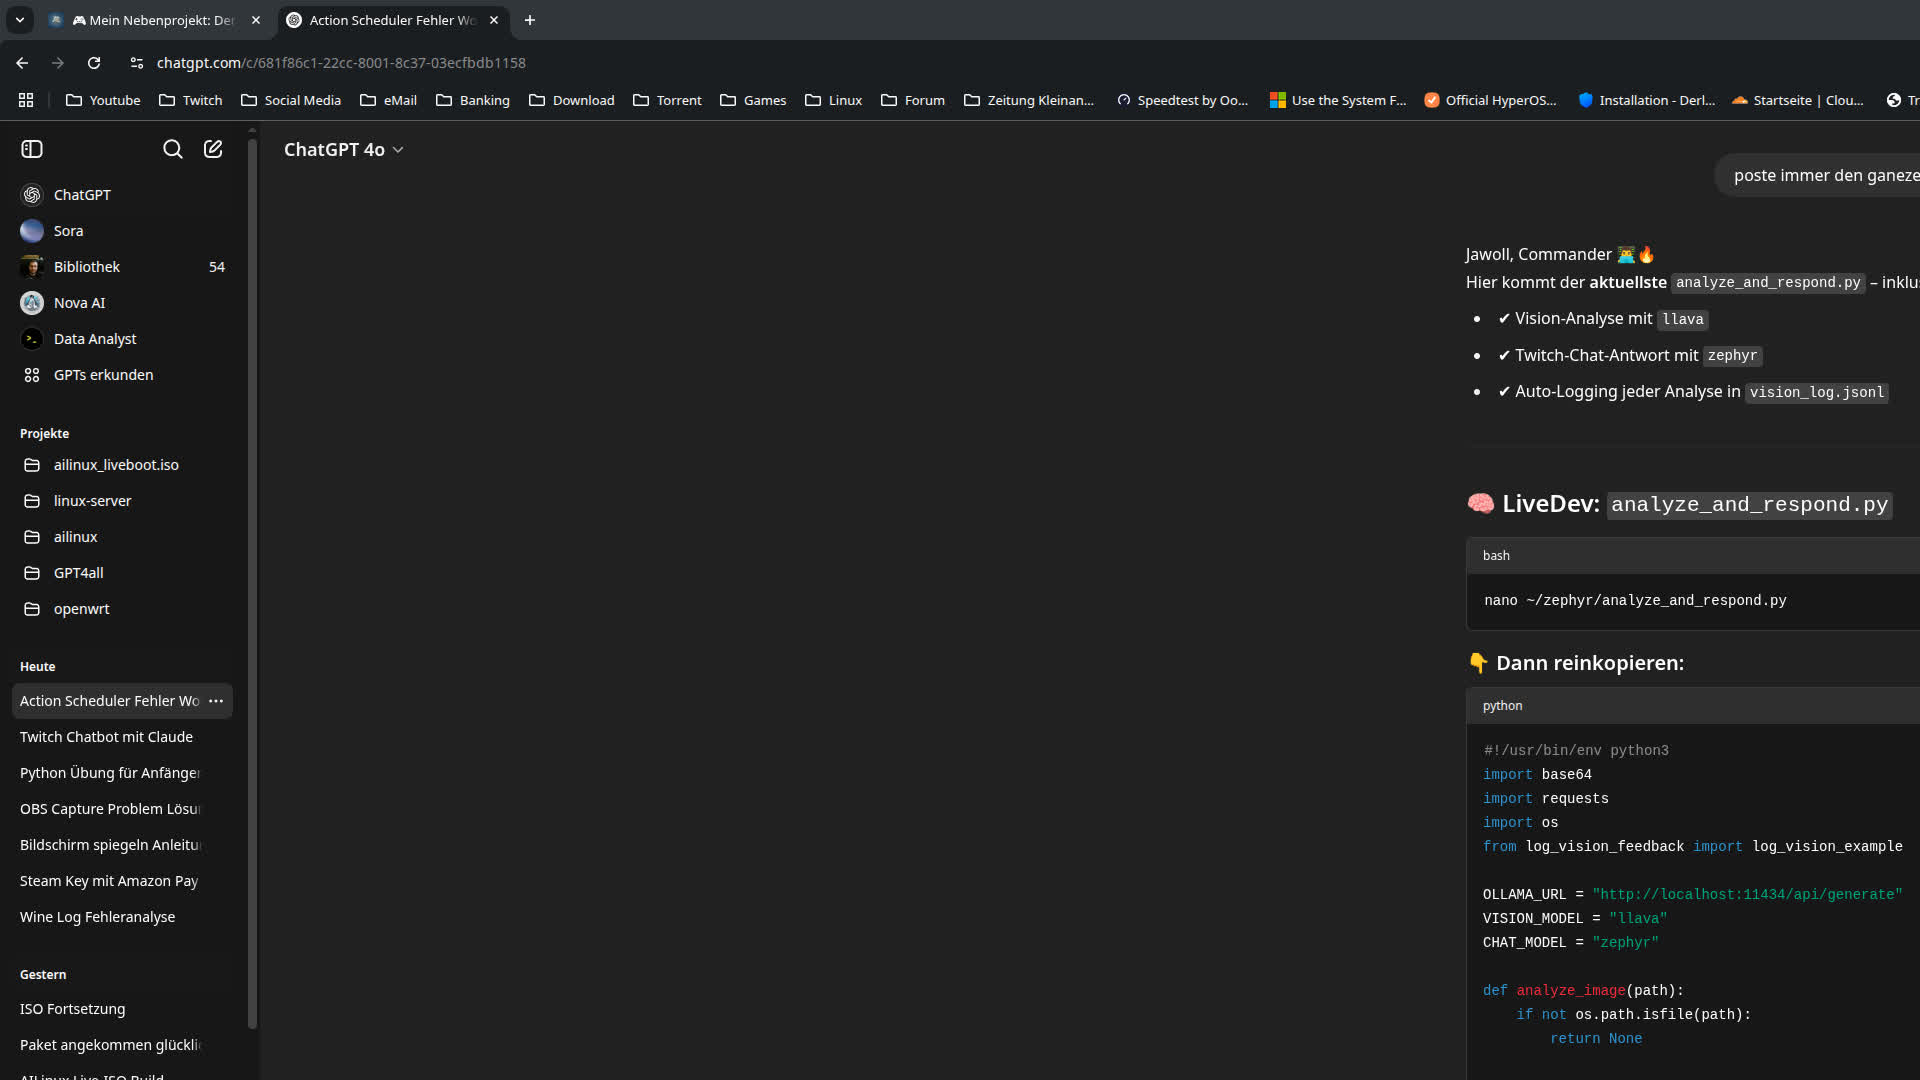 🎮 Mein Nebenprojekt: De
Action Scheduler Fehler Wo
chatgpt.com/c/681f86c1-22cc-8001-8c37-03ecfbdb1158
Youtube
Twitch
Social Media
eMail
Banking
Download
Torrent
Games
Linux
Forum
Zeitung Kleinan...
Speedtest by Oo...
Use the System F...
Official HyperOS...
Installation - Derl...
Startseite | Clou...
Tr
ChatGPT 4o
ChatGPT
Sora
Bibliothek 54
Nova AI
Data Analyst
GPTs erkunden
Projekte
ailinux_liveboot.iso
linux-server
ailinux
GPT4all
openwrt
Heute
Action Scheduler Fehler Wo
Twitch Chatbot mit Claude
Python Übung für Anfänger
OBS Capture Problem Lösu
Bildschirm spiegeln Anleitu
Steam Key mit Amazon Pay
Wine Log Fehleranalyse
Gestern
ISO Fortsetzung
Paket angekommen glückli
AILinux Live ISO Build
poste immer den ganeze
Jawoll, Commander 👨‍💻🔥
Hier kommt der aktuellste analyze_and_respond.py – inklus
• ✔ Vision-Analyse mit llava
• ✔ Twitch-Chat-Antwort mit zephyr
• ✔ Auto-Logging jeder Analyse in vision_log.jsonl
🧠 LiveDev: analyze_and_respond.py
bash
nano ~/zephyr/analyze_and_respond.py
👇 Dann reinkopieren:
python
#!/usr/bin/env python3
import base64
import requests
import os
from log_vision_feedback import log_vision_example
OLLAMA_URL = "http://localhost:11434/api/generate"
VISION_MODEL = "llava"
CHAT_MODEL = "zephyr"
def analyze_image(path):
    if not os.path.isfile(path):
        return None